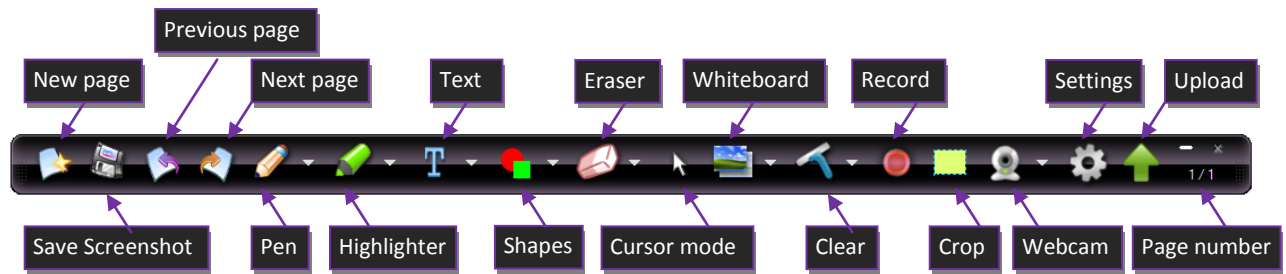 Previous page
New page
Next page
Text
Eraser
Whiteboard
Record
Settings
Upload
T
1/1
Save Screenshot
Pen
Highlighter
Shapes
Cursor mode
Clear
Crop
Webcam
Page number